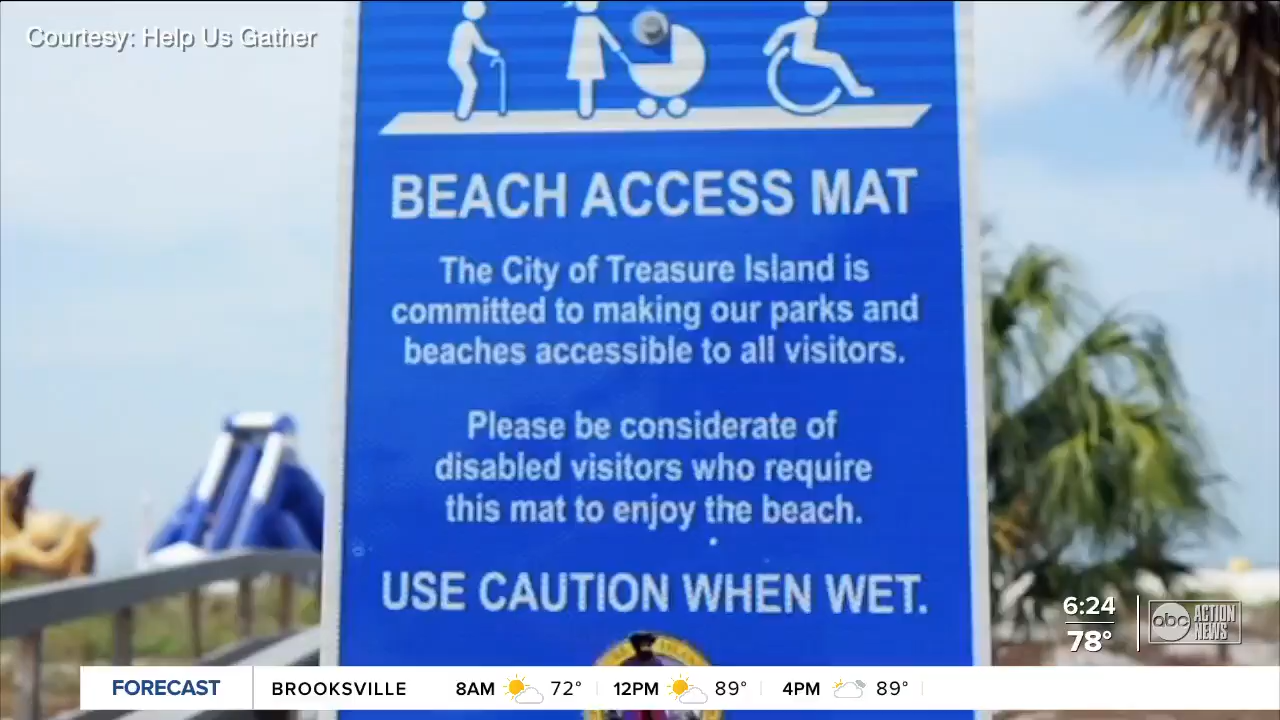 Courtesy: Help Us Gather
BEACH ACCESS MAT
The City of Treasure Island is
committed to making our parks and
beaches accessible to all visitors.
Please be considerate of
disabled visitors who require
this mat to enjoy the beach.
USE CAUTION WHEN WET.
6:24
78°
abc ACTION NEWS
FORECAST BROOKSVILLE 8AM 72° 12PM 89° 4PM 89°